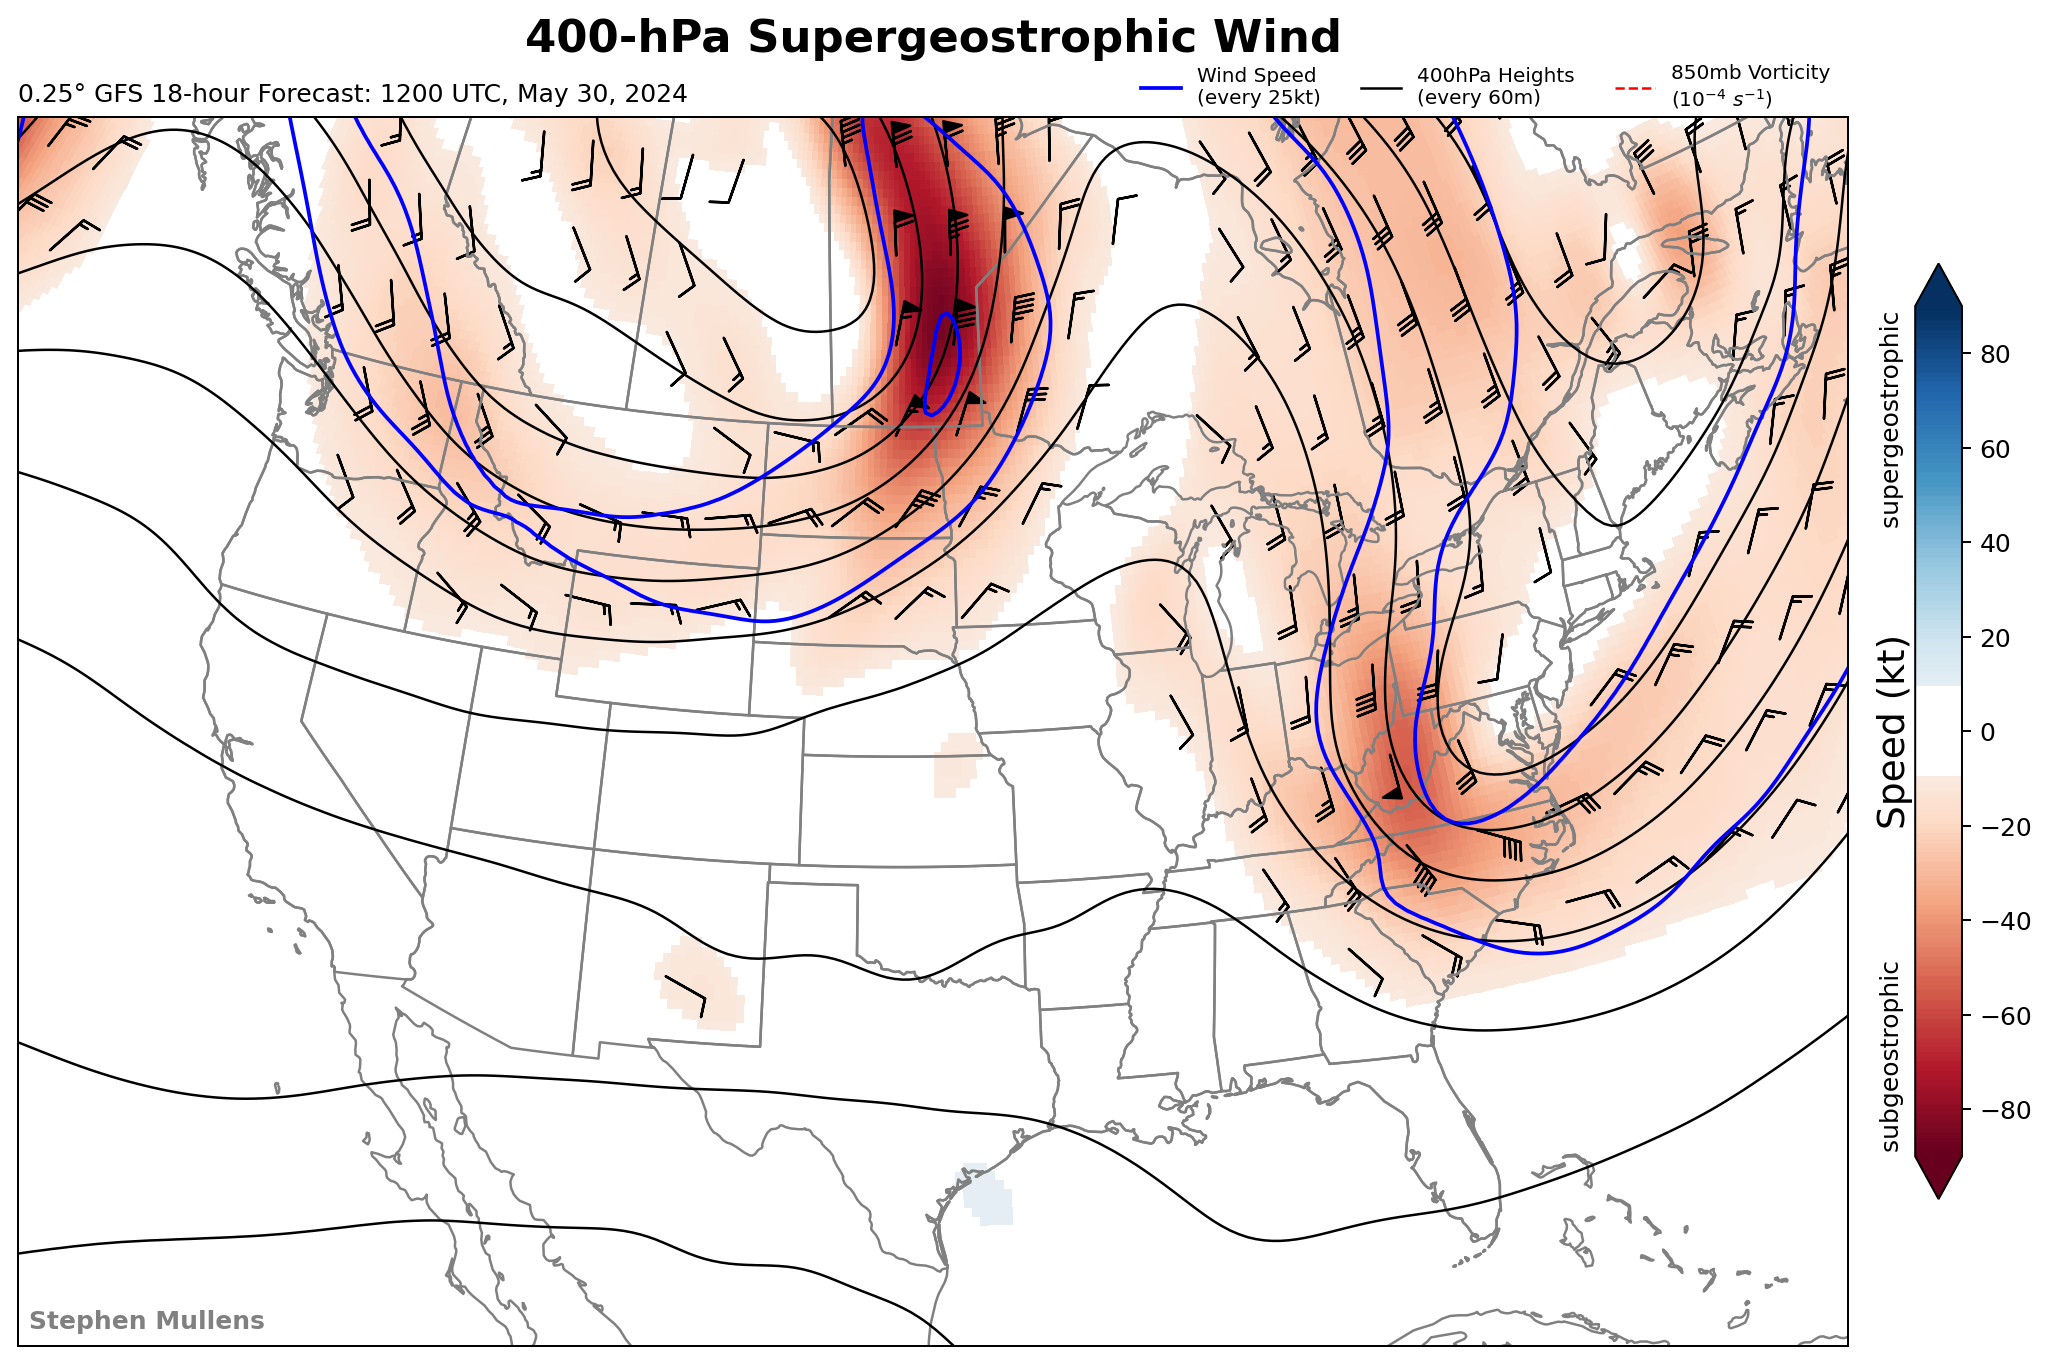 400-hPa Supergeostrophic Wind
0.25° GFS 18-hour Forecast: 1200 UTC, May 30, 2024
Wind Speed
(every 25kt)
400hPa Heights
(every 60m)
850mb Vorticity
(10⁻⁴ s⁻¹)
supergeostrophic
80
60
40
20
0
−20
−40
−60
−80
Speed (kt)
subgeostrophic
Stephen Mullens